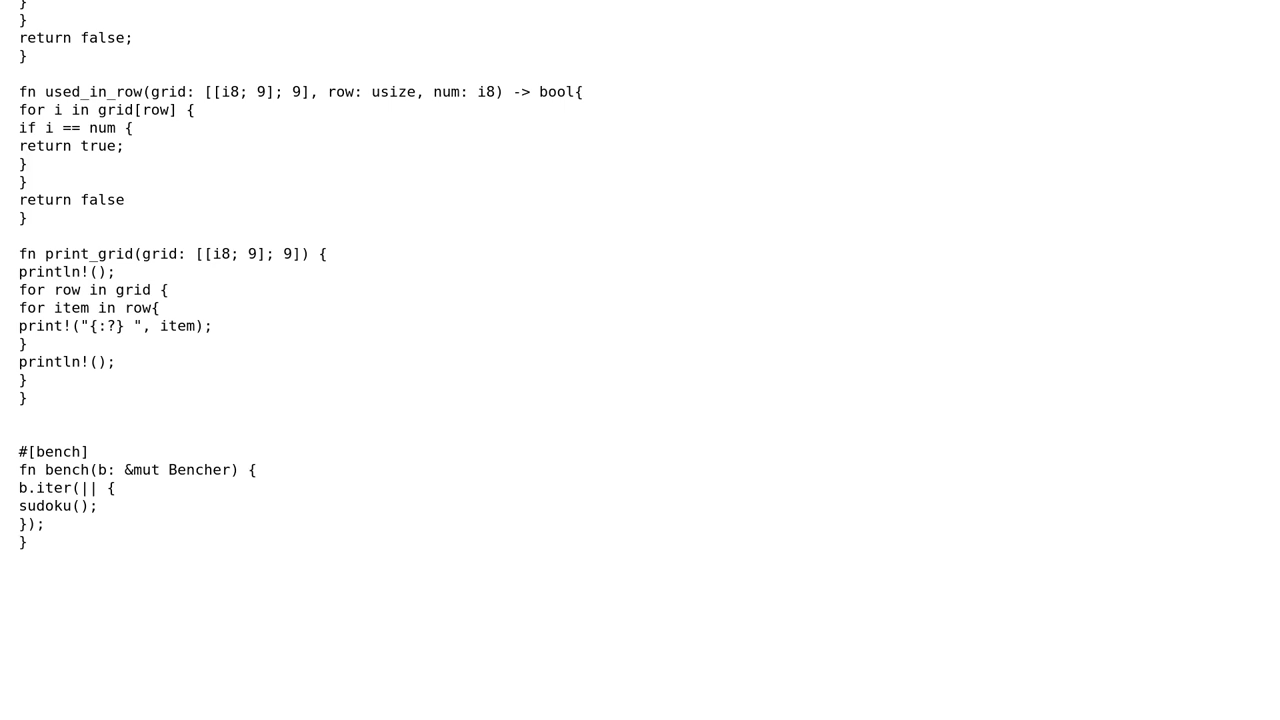 }
}
return false;
}

fn used_in_row(grid: [[i8; 9]; 9], row: usize, num: i8) -> bool{
for i in grid[row] {
if i == num {
return true;
}
}
return false
}

fn print_grid(grid: [[i8; 9]; 9]) {
println!();
for row in grid {
for item in row{
print!("{:?} ", item);
}
println!();
}
}


#[bench]
fn bench(b: &mut Bencher) {
b.iter(|| {
sudoku();
});
}